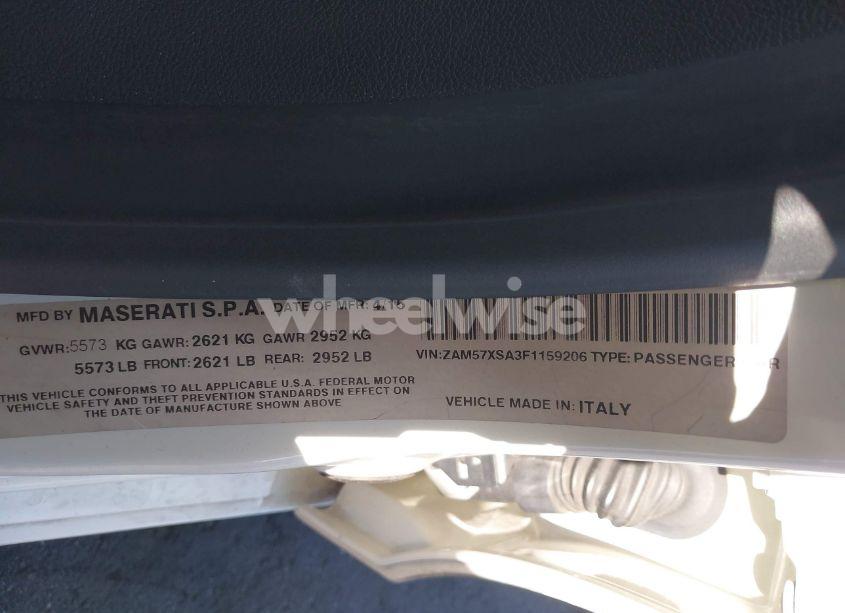 wheelwise
MFD BY MASERATI S.P.A. DATE OF MFR: 4/15
GVWR:5573 KG GAWR:2621 KG GAWR 2952 KG
5573 LB FRONT:2621 LB REAR: 2952 LB
THIS VEHICLE CONFORMS TO ALL APPLICABLE U.S.A. FEDERAL MOTOR
VEHICLE SAFETY AND THEFT PREVENTION STANDARDS IN EFFECT ON
THE DATE OF MANUFACTURE SHOWN ABOVE
VIN:ZAM57XSA3F1159206 TYPE: PASSENGER
VEHICLE MADE IN: ITALY
wheelwise